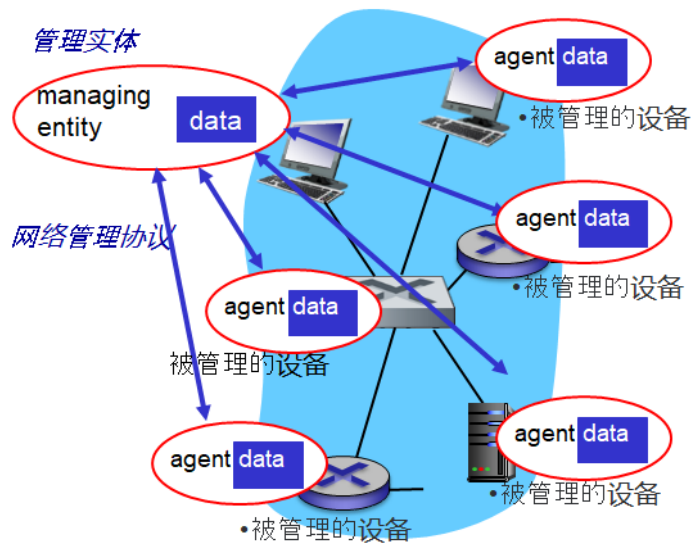 管理实体
managing
entity
data
agent data
•被管理的设备
agent data
•被管理的设备
网络管理协议
agent data
被管理的设备
agent data
•被管理的设备
agent data
•被管理的设备